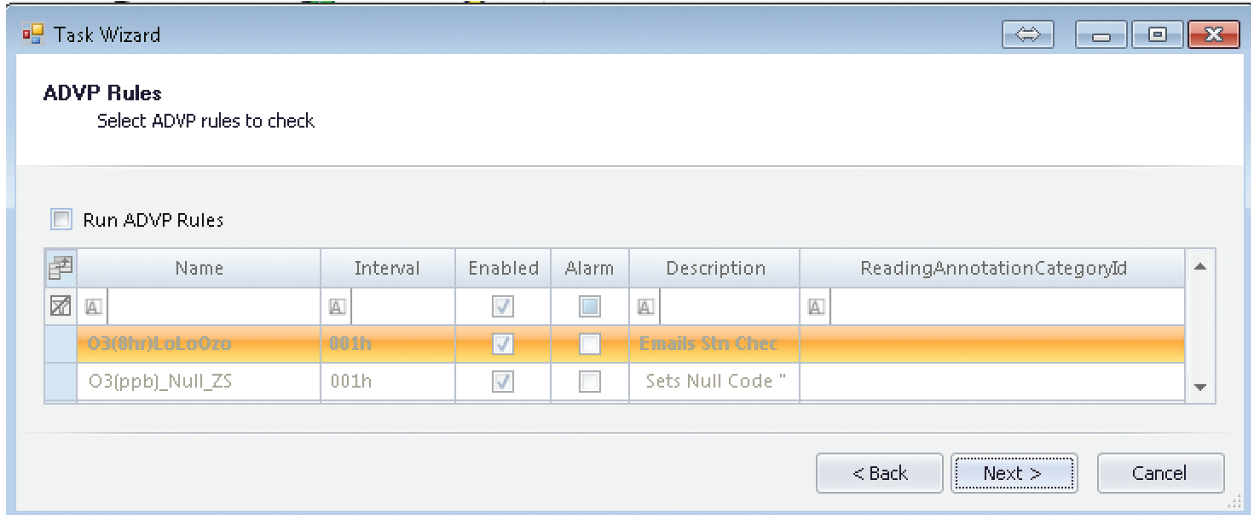 Task Wizard
ADVP Rules
Select ADVP rules to check
Run ADVP Rules
Name Interval Enabled Alarm Description ReadingAnnotationCategoryId
A A A A
O3(8hr)LoLoOzo 001h Emails Stn Chec
O3(ppb)_Null_ZS 001h Sets Null Code "
< Back Next > Cancel